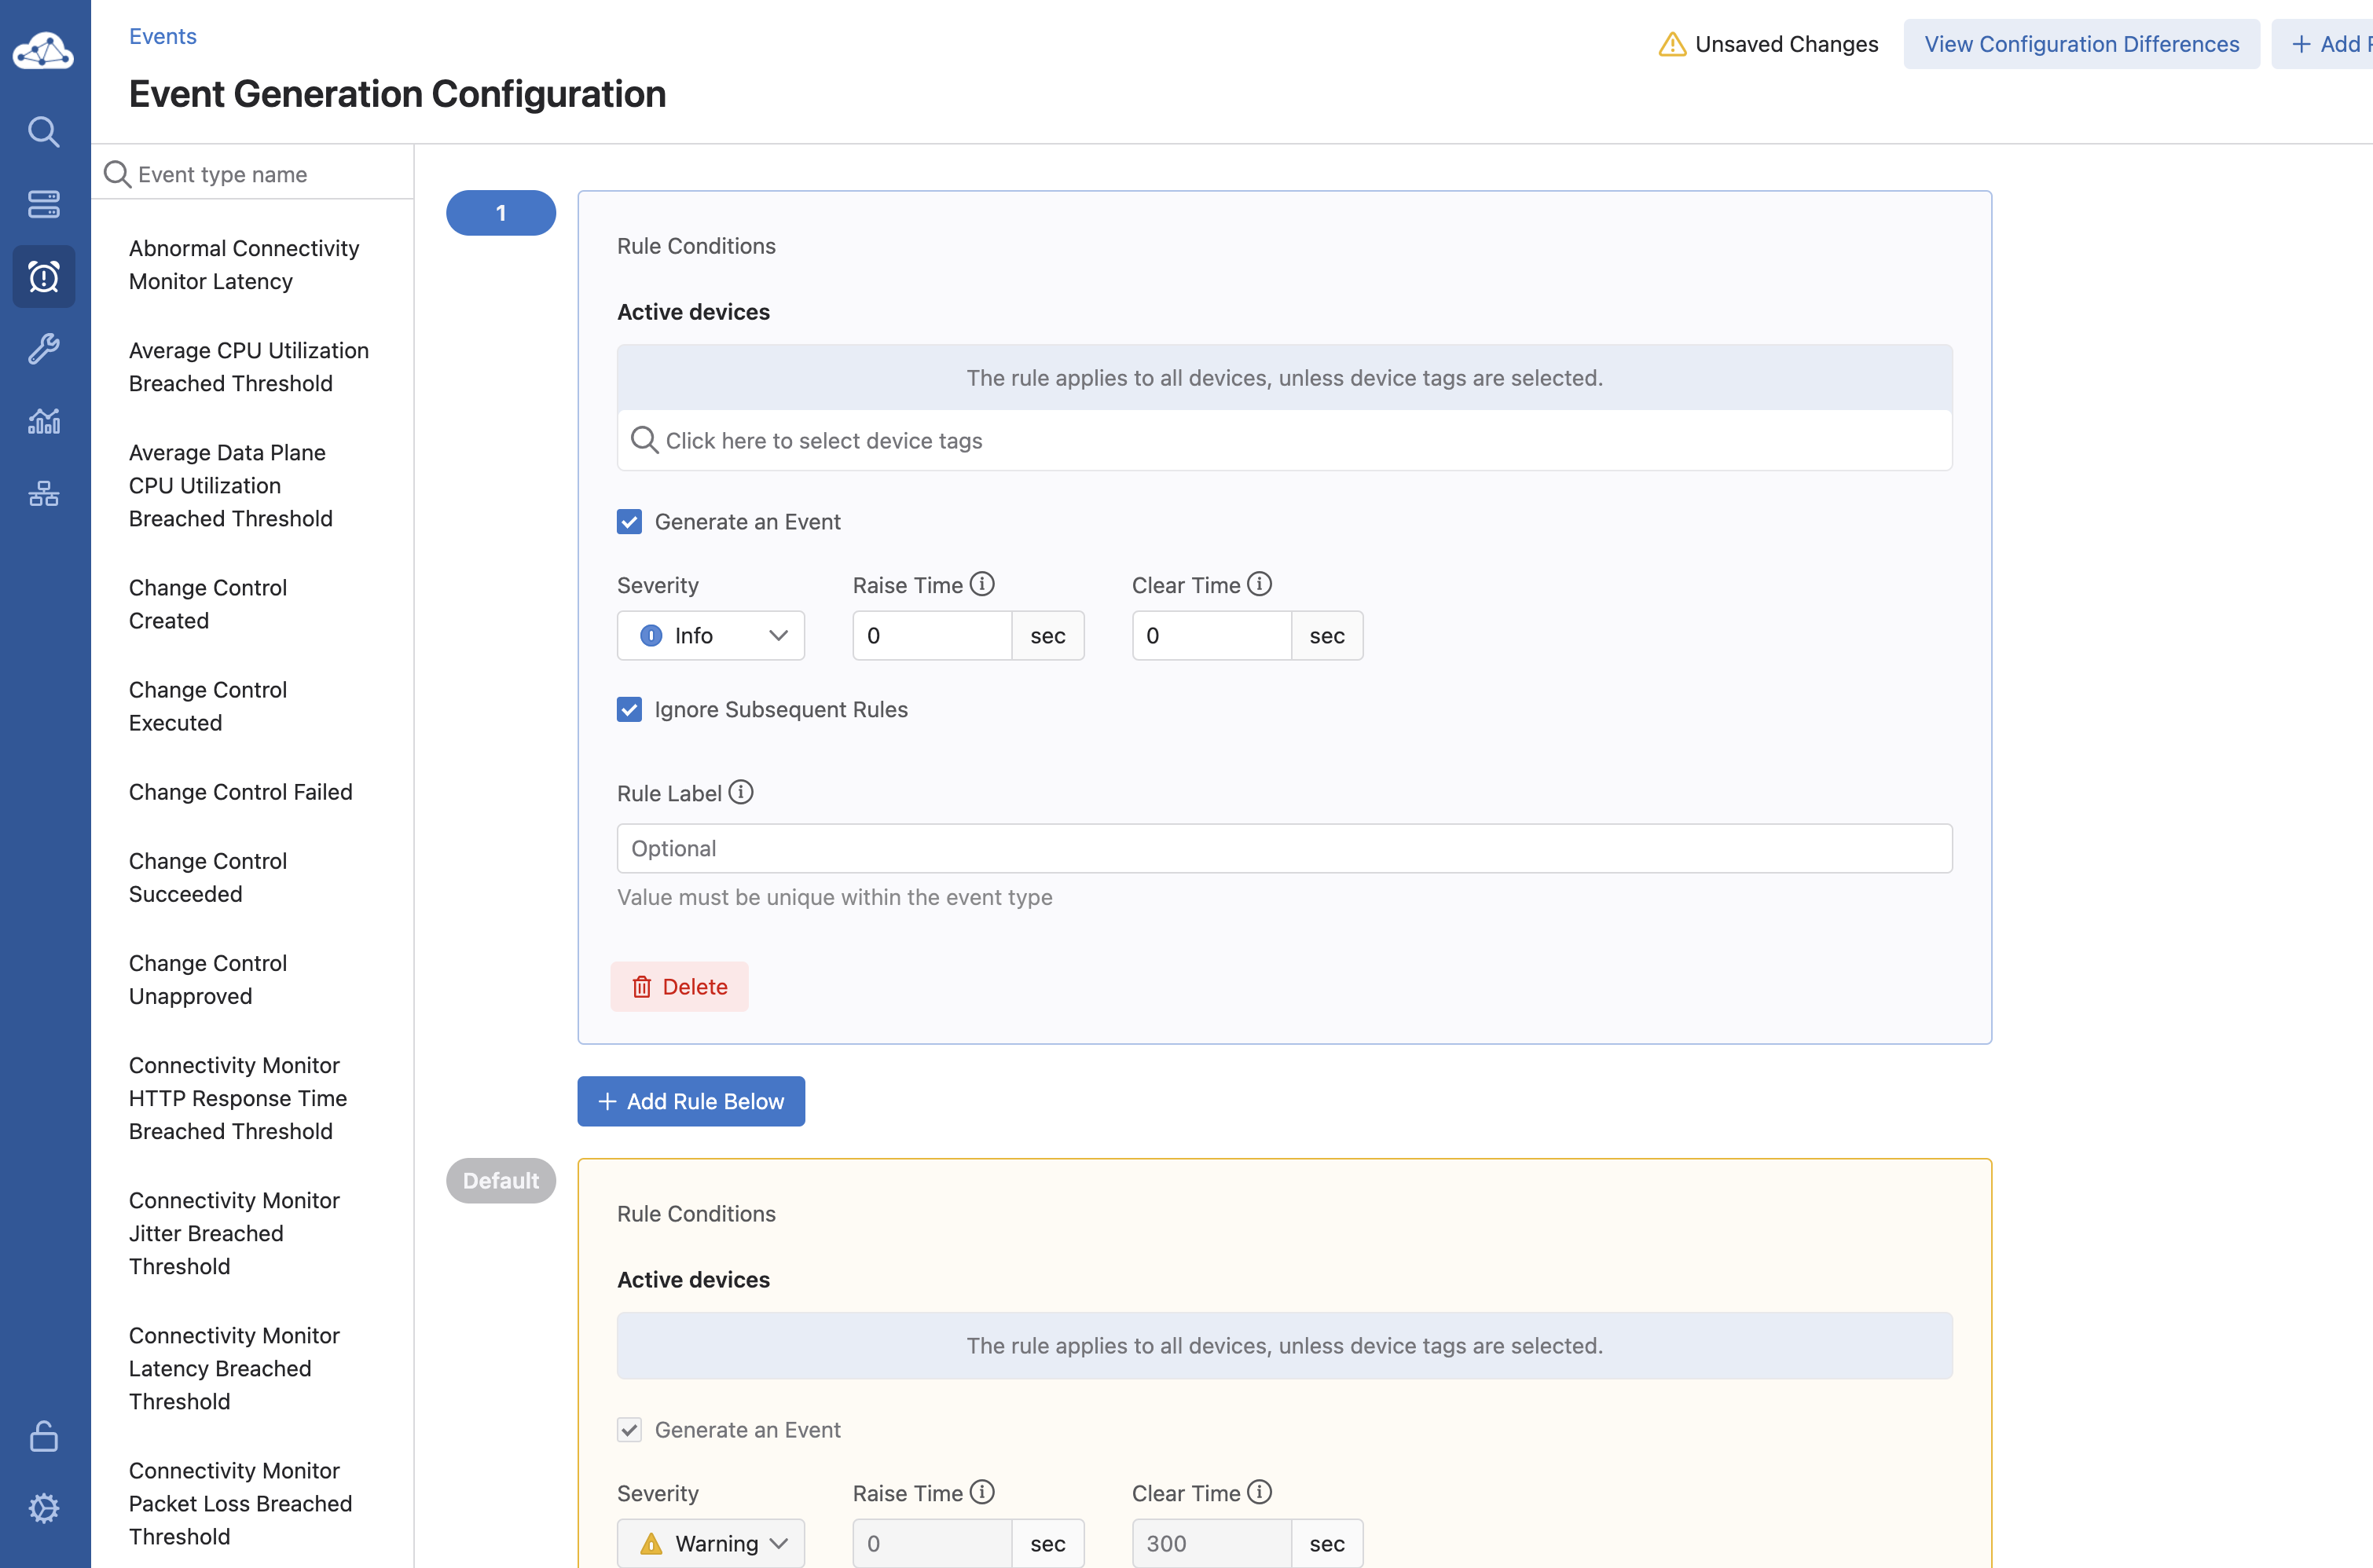 Events
Event Generation Configuration
Unsaved Changes
View Configuration Differences
+ Add
Event type name
Abnormal Connectivity
Monitor Latency
Average CPU Utilization
Breached Threshold
Average Data Plane
CPU Utilization
Breached Threshold
Change Control
Created
Change Control
Executed
Change Control Failed
Change Control
Succeeded
Change Control
Unapproved
Connectivity Monitor
HTTP Response Time
Breached Threshold
Connectivity Monitor
Jitter Breached
Threshold
Connectivity Monitor
Latency Breached
Threshold
Connectivity Monitor
Packet Loss Breached
Threshold
1
Rule Conditions
Active devices
The rule applies to all devices, unless device tags are selected.
Click here to select device tags
Generate an Event
Severity
Raise Time
Clear Time
Info
0 sec
0 sec
Ignore Subsequent Rules
Rule Label
Optional
Value must be unique within the event type
Delete
+ Add Rule Below
Default
Rule Conditions
Active devices
The rule applies to all devices, unless device tags are selected.
Generate an Event
Severity
Raise Time
Clear Time
Warning
0 sec
300 sec